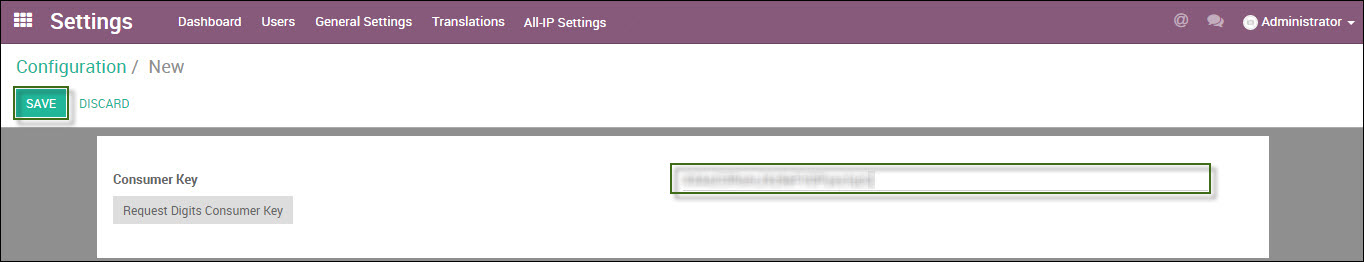 Settings Dashboard Users General Settings Translations All-IP Settings @ Administrator
Configuration / New
SAVE DISCARD
Consumer Key
Request Digits Consumer Key